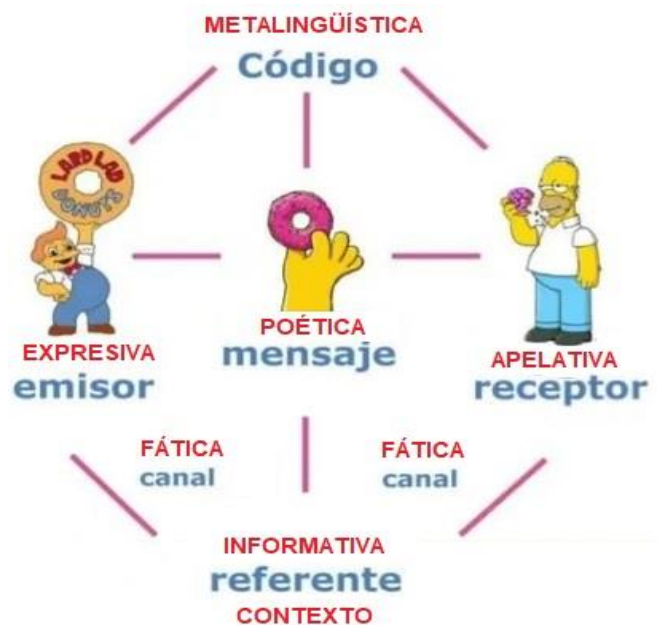 METALINGÜÍSTICA
Código
LARD LAD
DONUTS
POÉTICA
mensaje
EXPRESIVA
emisor
APELATIVA
receptor
FÁTICA
canal
FÁTICA
canal
INFORMATIVA
referente
CONTEXTO